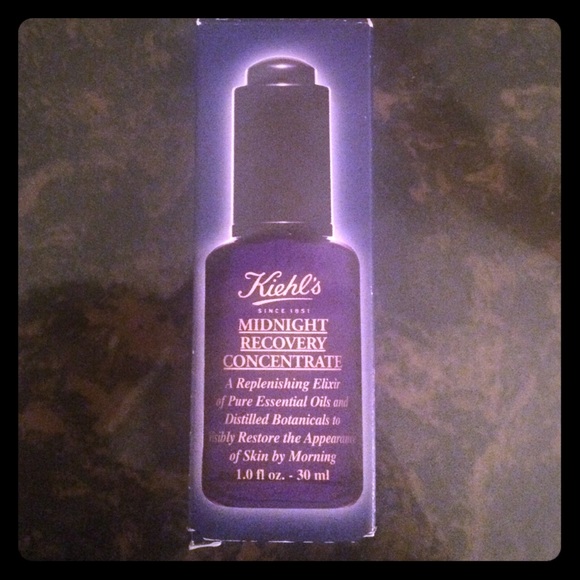 Kiehl's
SINCE 1851
MIDNIGHT
RECOVERY
CONCENTRATE
A Replenishing Elixir
of Pure Essential Oils and
Distilled Botanicals to
Visibly Restore the Appearance
of Skin by Morning
1.0 fl oz. - 30 ml